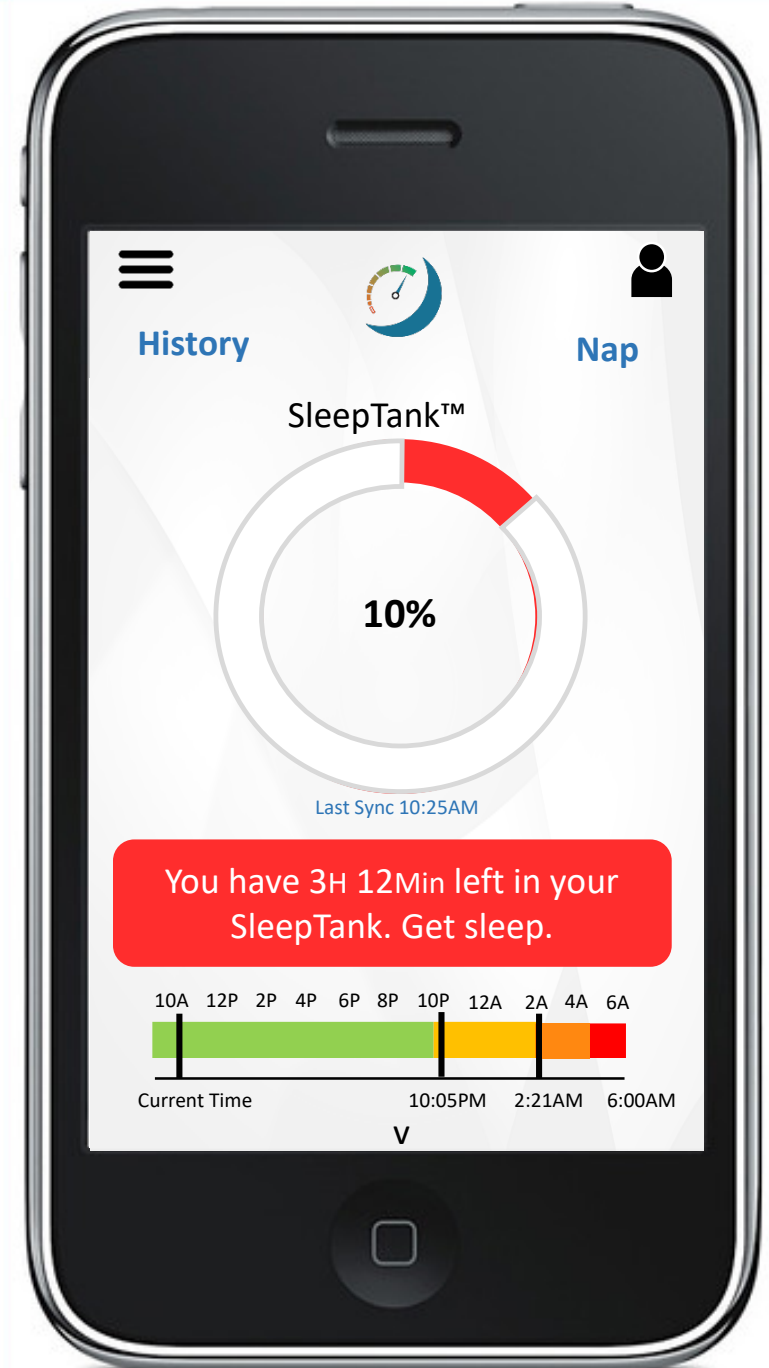 History
Nap
SleepTank™
10%
Last Sync 10:25AM
You have 3H 12Min left in your
SleepTank. Get sleep.
10A 12P 2P 4P 6P 8P 10P 12A 2A 4A 6A
Current Time 10:05PM 2:21AM 6:00AM
v